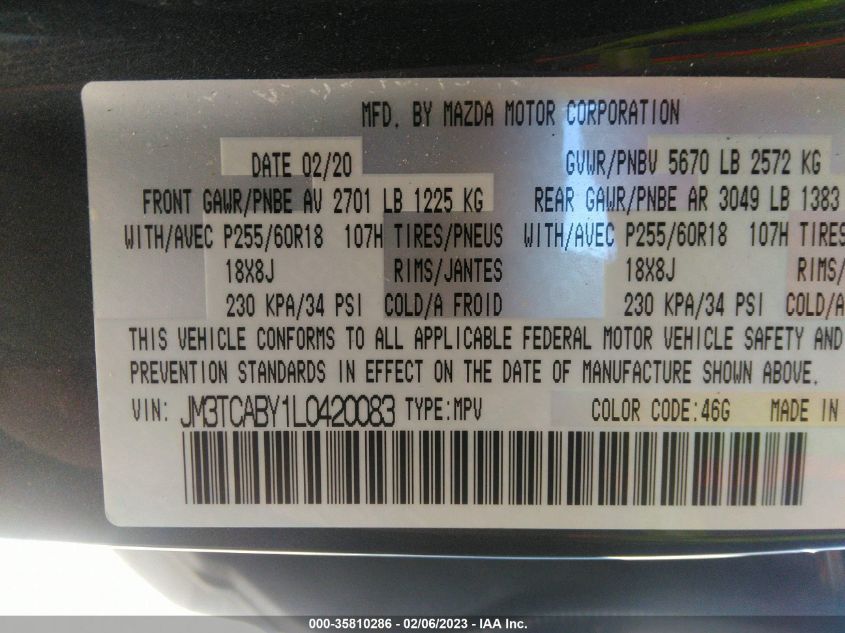 MFD. BY MAZDA MOTOR CORPORATION
DATE 02/20 GVWR/PNBV 5670 LB 2572 KG
FRONT GAWR/PNBE AV 2701 LB 1225 KG REAR GAWR/PNBE AR 3049 LB 1383
WITH/AVEC P255/60R18 107H TIRES/PNEUS WITH/AVEC P255/60R18 107H TIRES
18X8J RIMS/JANTES 18X8J RIMS/
230 KPA/34 PSI COLD/A FROID 230 KPA/34 PSI COLD/A
THIS VEHICLE CONFORMS TO ALL APPLICABLE FEDERAL MOTOR VEHICLE SAFETY AND
PREVENTION STANDARDS IN EFFECT ON THE DATE OF MANUFACTURE SHOWN ABOVE.
VIN: JM3TCABY1L0420083 TYPE:MPV COLOR CODE:46G MADE IN
000-35810286 - 02/06/2023 - IAA Inc.